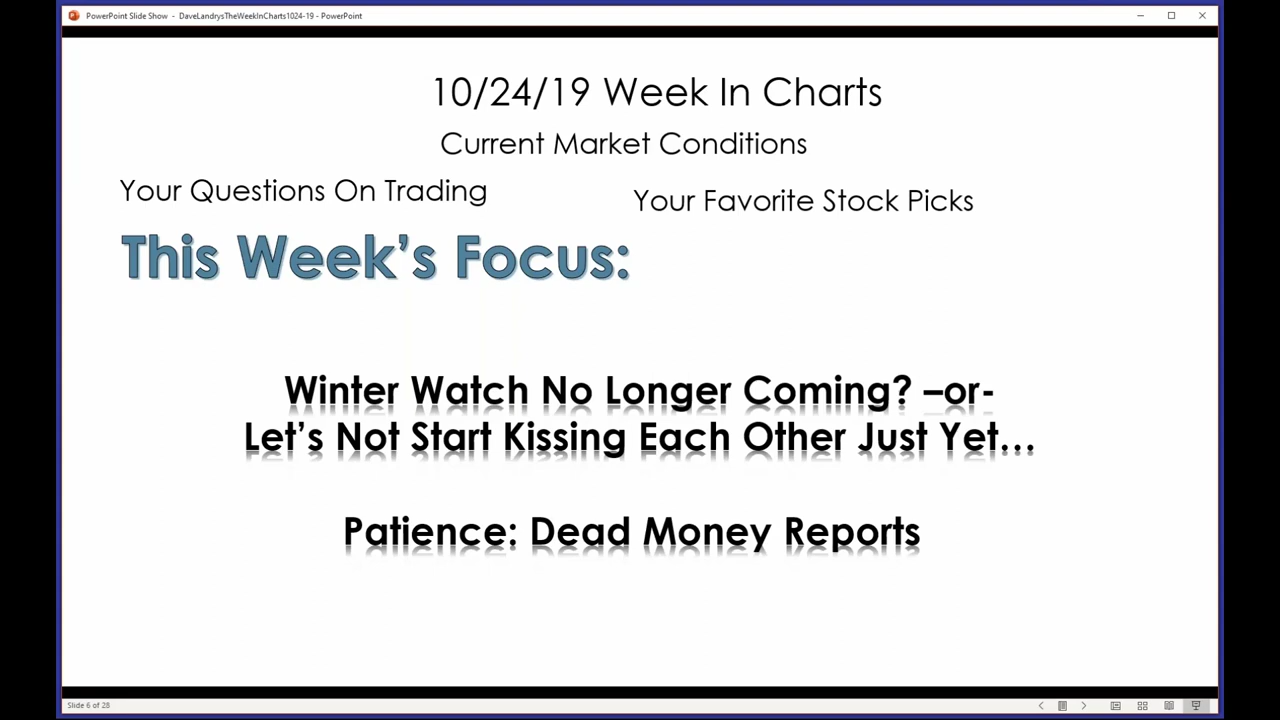 PowerPoint Slide Show - DaveLandrysTheWeekInCharts1024-19 - PowerPoint
10/24/19 Week In Charts
Current Market Conditions
Your Questions On Trading
Your Favorite Stock Picks
This Week's Focus:
Winter Watch No Longer Coming? –or-
Let's Not Start Kissing Each Other Just Yet…
Patience: Dead Money Reports
Slide 6 of 28